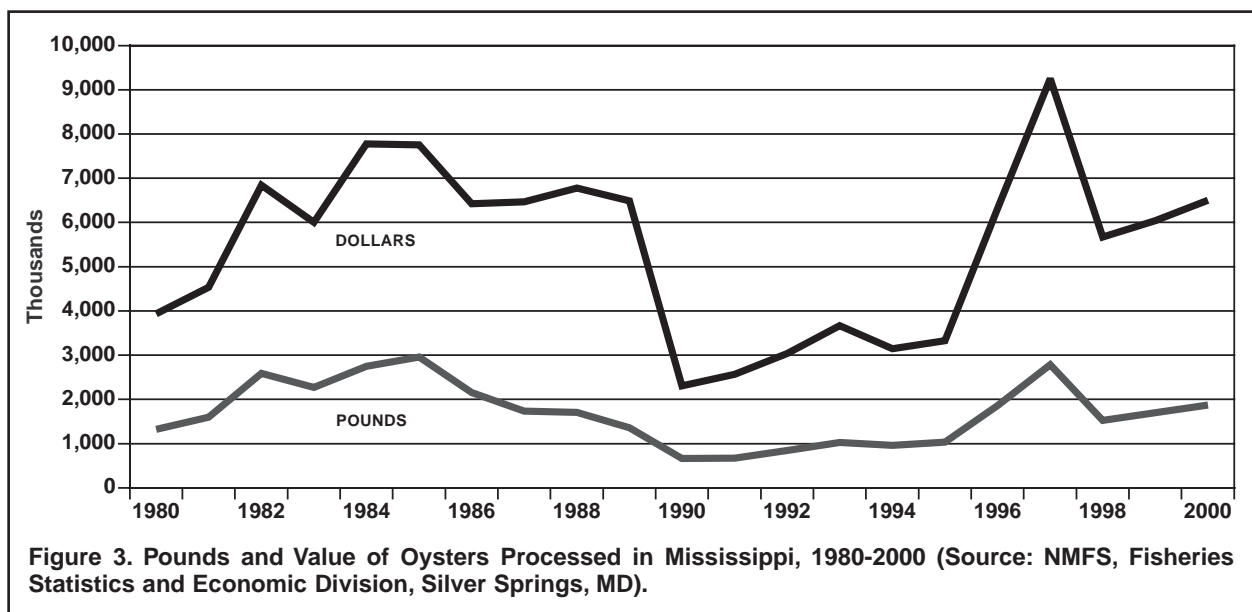 10,000
9,000
8,000
7,000
6,000
5,000
4,000
3,000
2,000
1,000
0
Thousands
DOLLARS
POUNDS
1980 1982 1984 1986 1988 1990 1992 1994 1996 1998 2000
Figure 3. Pounds and Value of Oysters Processed in Mississippi, 1980-2000 (Source: NMFS, Fisheries
Statistics and Economic Division, Silver Springs, MD).